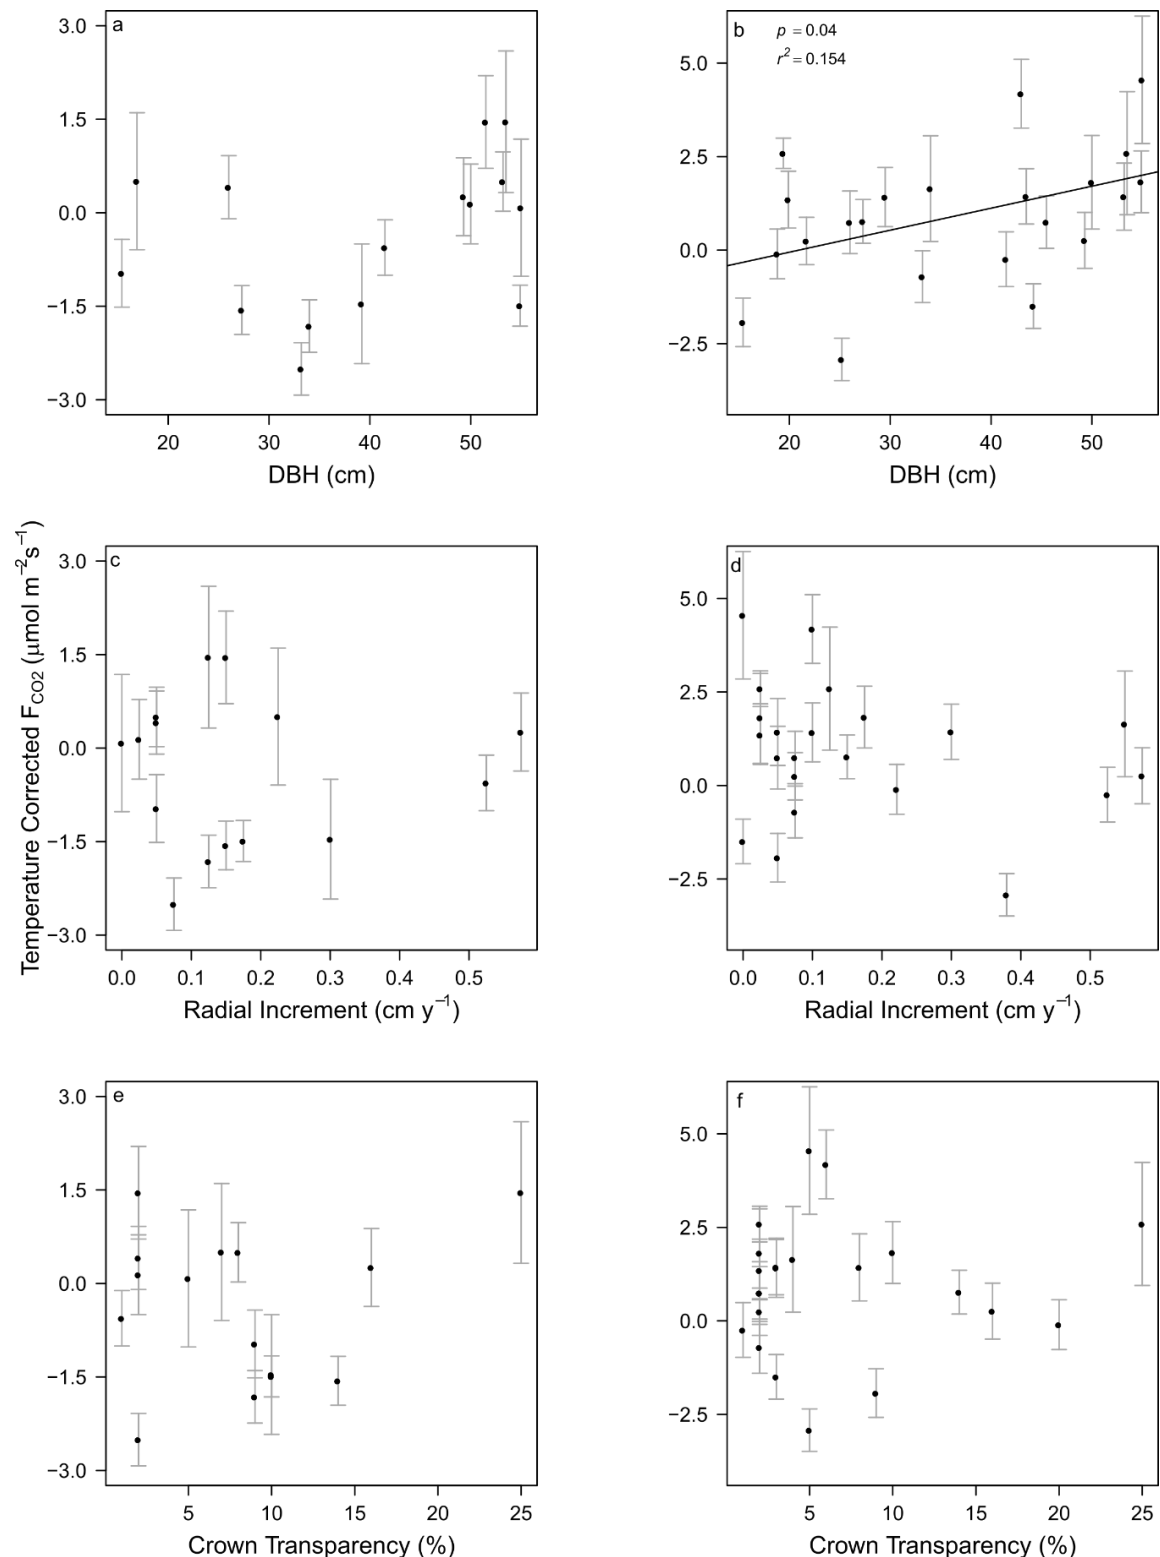 a
3.0
1.5
0.0
−1.5
−3.0
20 30 40 50
DBH (cm)
b
p = 0.04
r² = 0.154
5.0
2.5
0.0
−2.5
20 30 40 50
DBH (cm)
Temperature Corrected F_CO2 (μmol m⁻²s⁻¹)
c
3.0
1.5
0.0
−1.5
−3.0
0.0 0.1 0.2 0.3 0.4 0.5
Radial Increment (cm y⁻¹)
d
5.0
2.5
0.0
−2.5
0.0 0.1 0.2 0.3 0.4 0.5
Radial Increment (cm y⁻¹)
e
3.0
1.5
0.0
−1.5
−3.0
5 10 15 20 25
Crown Transparency (%)
f
5.0
2.5
0.0
−2.5
5 10 15 20 25
Crown Transparency (%)